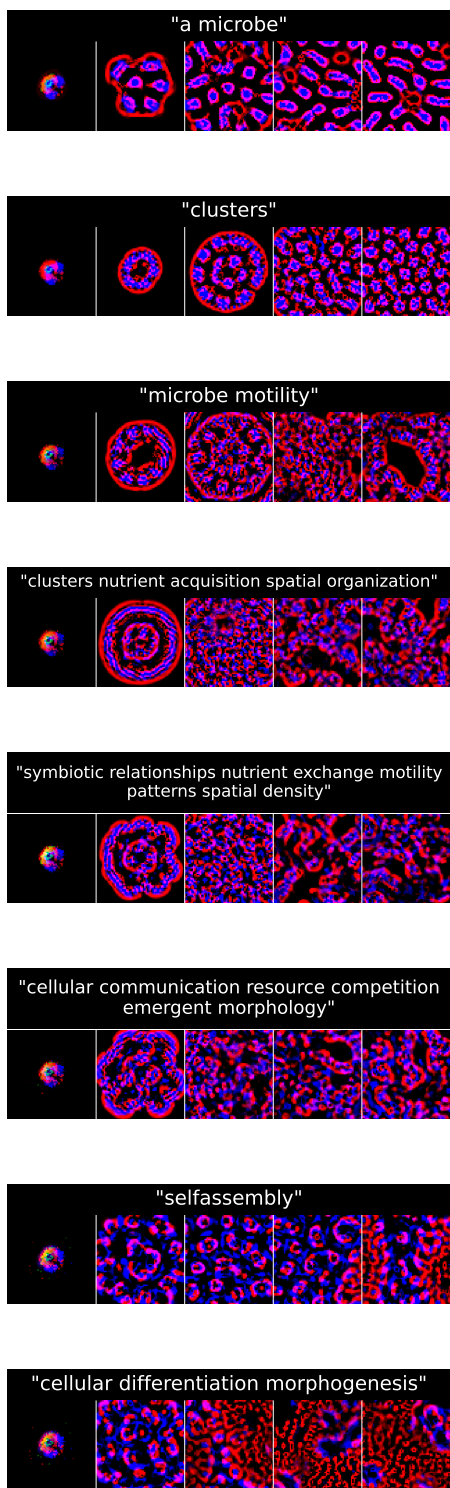 "a microbe"
"clusters"
"microbe motility"
"clusters nutrient acquisition spatial organization"
"symbiotic relationships nutrient exchange motility
patterns spatial density"
"cellular communication resource competition
emergent morphology"
"selfassembly"
"cellular differentiation morphogenesis"